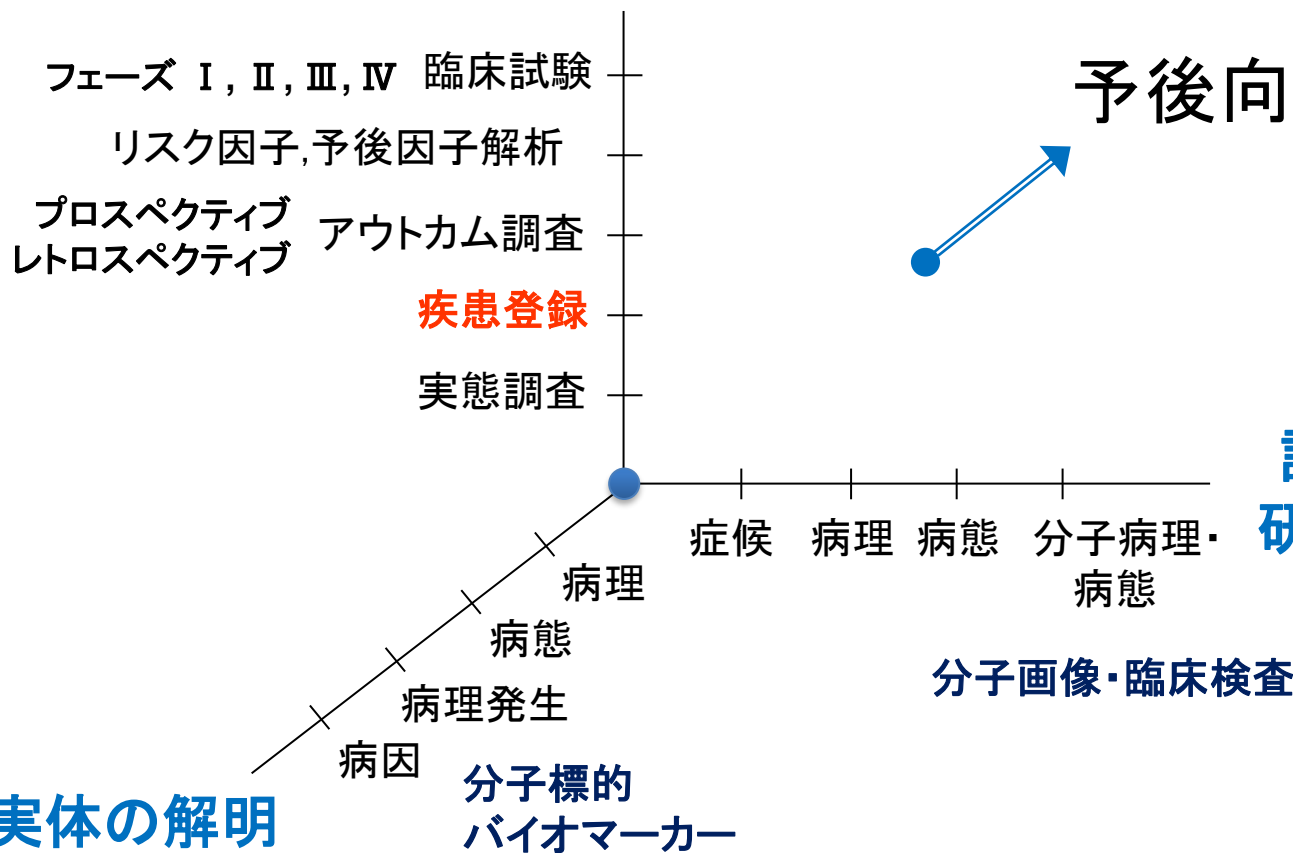 フェーズ Ⅰ,Ⅱ,Ⅲ,Ⅳ 臨床試験
リスク因子,予後因子解析
プロスペクティブ
レトロスペクティブ
アウトカム調査
疾患登録
実態調査
予後向
症候
病理
病態
分子病理・
病態
研
分子画像・臨床検査
病理
病態
病理発生
病因
分子標的
バイオマーカー
実体の解明